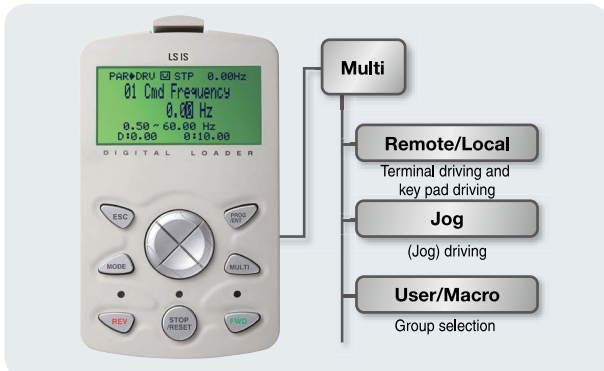 LS IS
PAR➧DRV U STP 0.00Hz
01 Cmd Frequency
0.00 Hz
0.50 ~ 60.00 Hz
D:0.00 0:10.00
DIGITAL LOADER
ESC
PROG
/ENT
MODE
MULTI
REV
STOP
/RESET
FWD
Multi
Remote/Local
Terminal driving and
key pad driving
Jog
(Jog) driving
User/Macro
Group selection